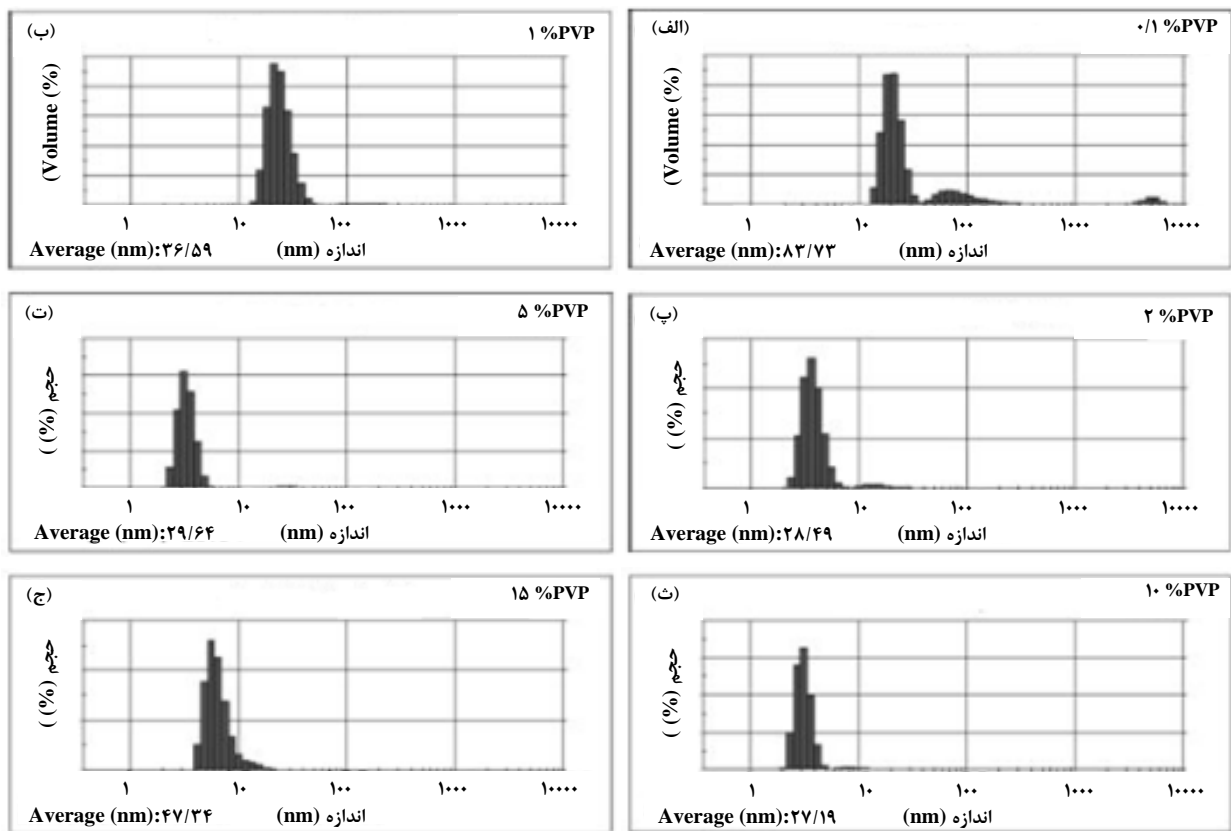 (الف) ۰/۱ %PVP
(Volume (%)
۱ ۱۰ ۱۰۰ ۱۰۰۰ ۱۰۰۰۰
Average (nm):۸۳/۷۳ اندازه (nm)
(ب) ۱ %PVP
(Volume (%)
۱ ۱۰ ۱۰۰ ۱۰۰۰ ۱۰۰۰۰
Average (nm):۳۶/۵۹ اندازه (nm)
(پ) ۲ %PVP
حجم (%) )
۱ ۱۰ ۱۰۰ ۱۰۰۰ ۱۰۰۰۰
Average (nm):۲۸/۴۹ اندازه (nm)
(ت) ۵ %PVP
حجم (%) )
۱ ۱۰ ۱۰۰ ۱۰۰۰ ۱۰۰۰۰
Average (nm):۲۹/۶۴ اندازه (nm)
(ث) ۱۰ %PVP
حجم (%) )
۱ ۱۰ ۱۰۰ ۱۰۰۰ ۱۰۰۰۰
Average (nm):۲۷/۱۹ اندازه (nm)
(ج) ۱۵ %PVP
حجم (%) )
۱ ۱۰ ۱۰۰ ۱۰۰۰ ۱۰۰۰۰
Average (nm):۴۷/۳۴ اندازه (nm)